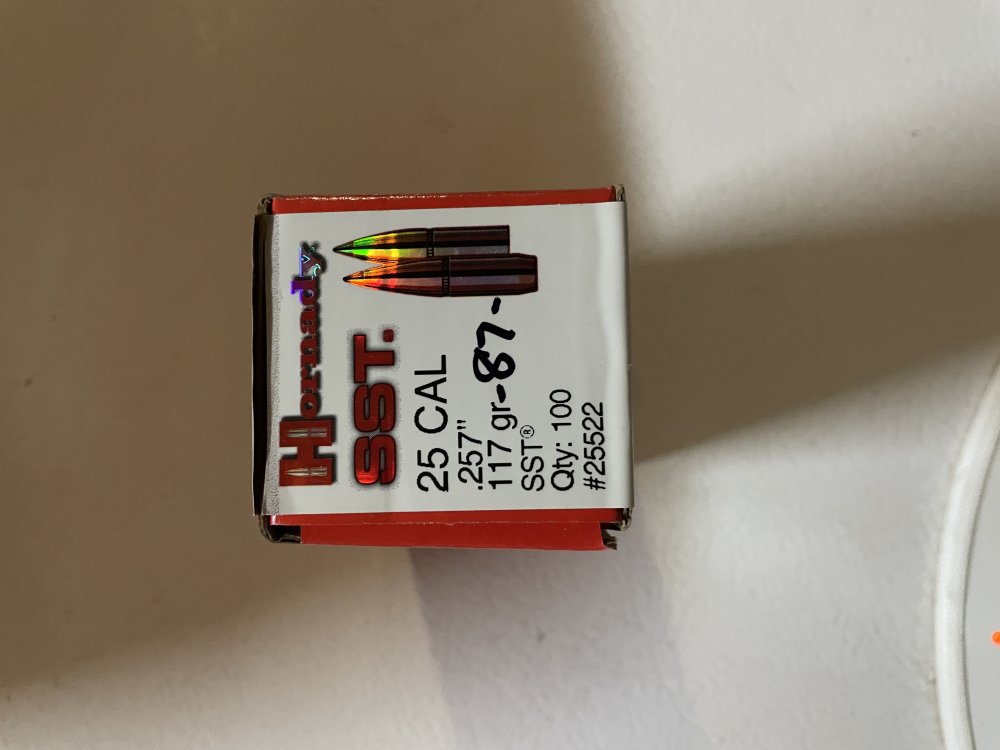 Hornady.
SST.®
25 CAL
.257"
117 gr -87-
SST®
Qty: 100
#25522